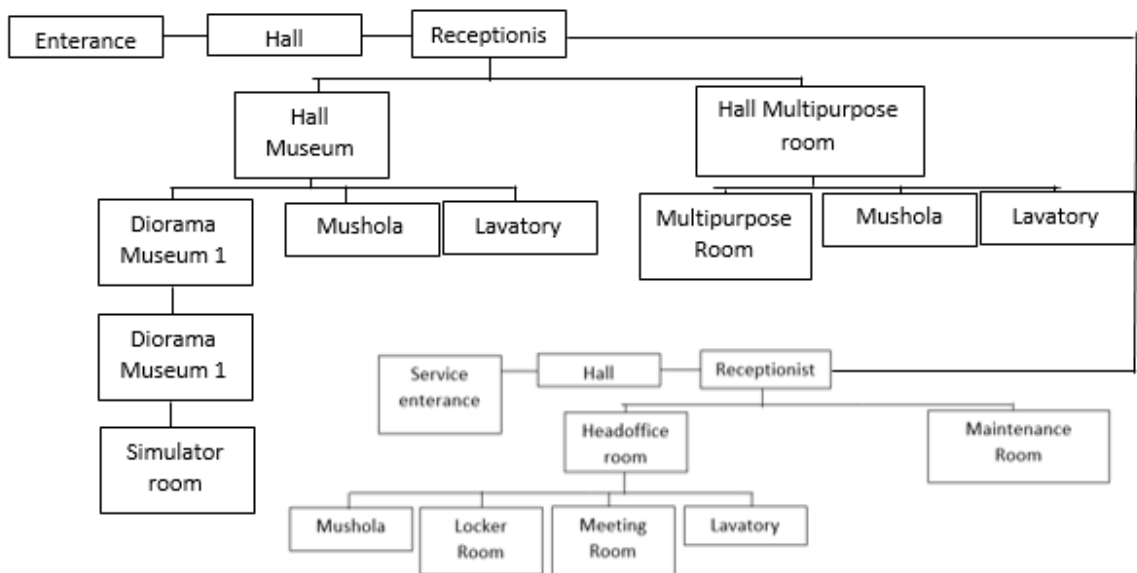 Enterance
Hall
Receptionis
Hall
Museum
Hall Multipurpose
room
Diorama
Museum 1
Mushola
Lavatory
Multipurpose
Room
Mushola
Lavatory
Diorama
Museum 1
Simulator
room
Service
enterance
Hall
Receptionist
Headoffice
room
Maintenance
Room
Mushola
Locker
Room
Meeting
Room
Lavatory